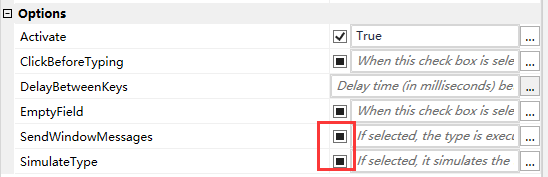 Options
Activate True ...
ClickBeforeTyping When this check box is sele ...
DelayBetweenKeys Delay time (in milliseconds) be ...
EmptyField When this check box is sele ...
SendWindowMessages If selected, the type is execu ...
SimulateType If selected, it simulates the ...